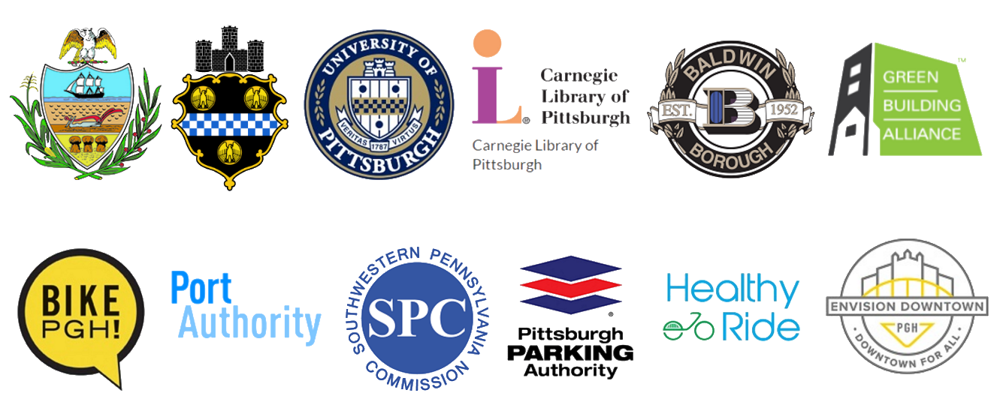 UNIVERSITY OF
PITTSBURGH
VERITAS 1787 VIRTUS
L®
Carnegie
Library of
Pittsburgh
Carnegie Library of
Pittsburgh
BALDWIN
EST. B 1952
BOROUGH
GREEN
BUILDING
ALLIANCE
™
BIKE
PGH!
Port
Authority
SOUTHWESTERN PENNSYLVANIA
SPC
COMMISSION
®
Pittsburgh
PARKING
Authority
Healthy
Ride
ENVISION DOWNTOWN
PGH
• DOWNTOWN FOR ALL •